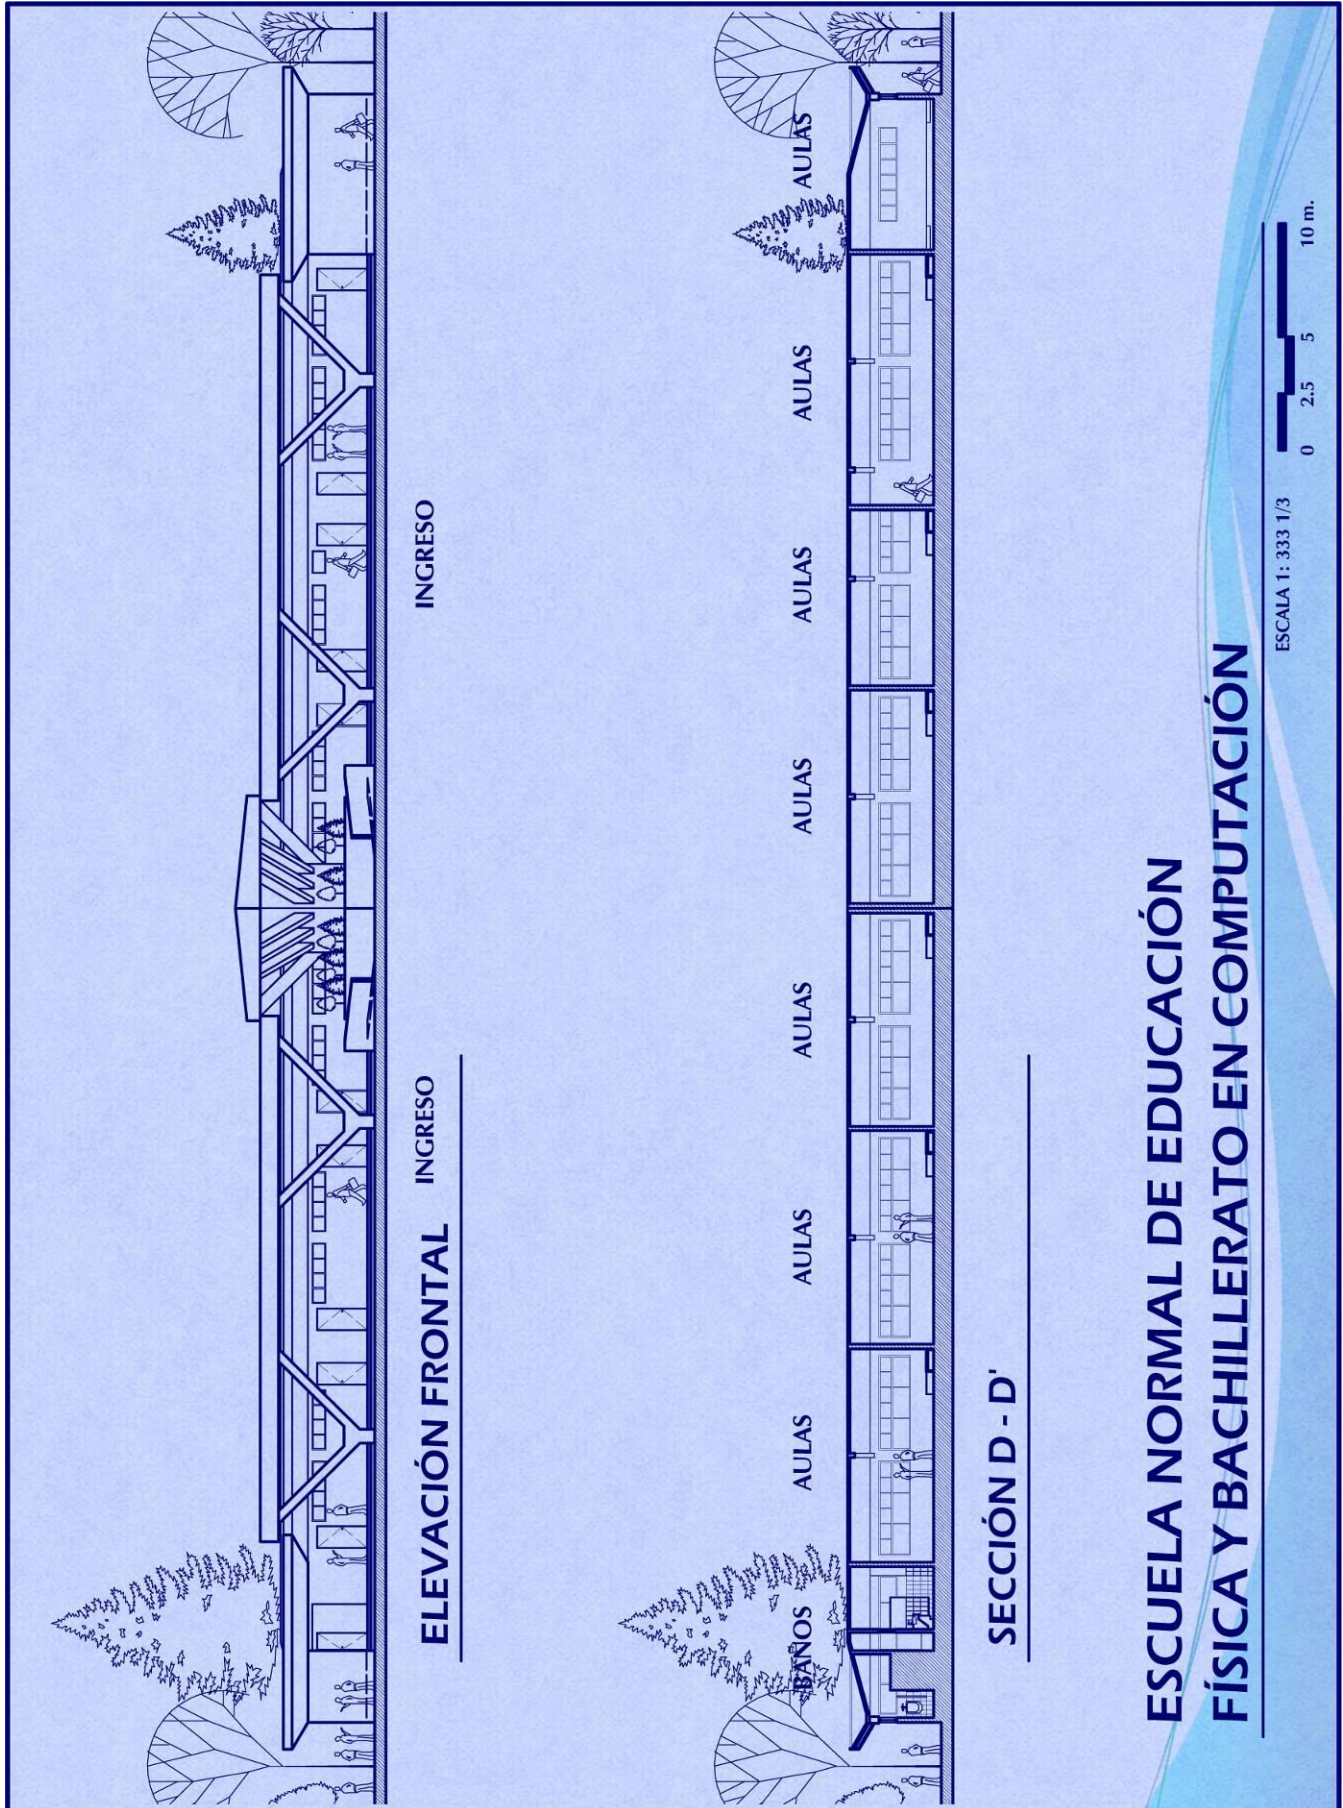 ELEVACIÓN FRONTAL INGRESO INGRESO
BAÑOS AULAS AULAS AULAS AULAS AULAS AULAS AULAS
SECCIÓN D - D'
ESCUELA NORMAL DE EDUCACIÓN
FÍSICA Y BACHILLERATO EN COMPUTACIÓN
ESCALA 1: 333 1/3
0 2.5 5 10 m.